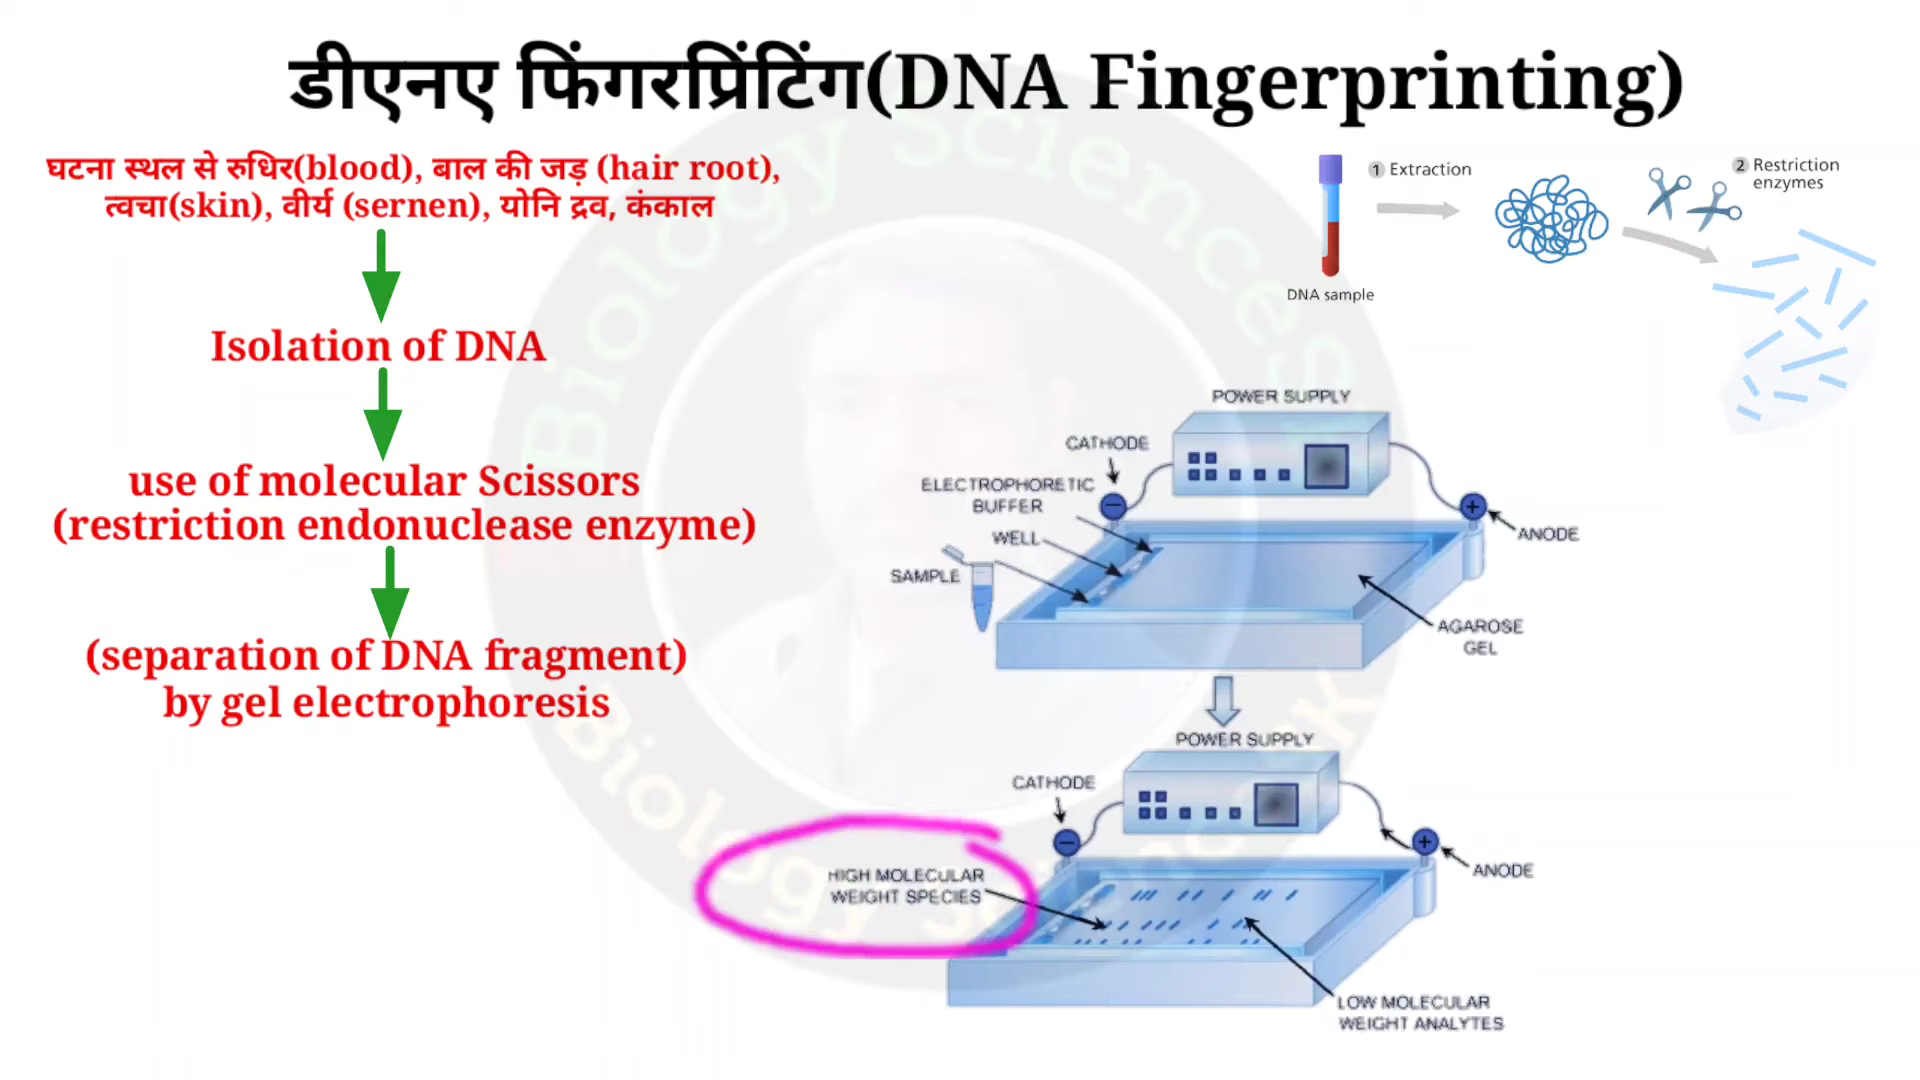 डीएनए फिंगरप्रिंटिंग(DNA Fingerprinting)
घटना स्थल से रुधिर(blood), बाल की जड़ (hair root),
त्वचा(skin), वीर्य (sernen), योनि द्रव, कंकाल
Isolation of DNA
use of molecular Scissors
(restriction endonuclease enzyme)
(separation of DNA fragment)
by gel electrophoresis
1 Extraction
2 Restriction
enzymes
DNA sample
POWER SUPPLY
CATHODE
ELECTROPHORETIC
BUFFER
WELL
SAMPLE
ANODE
AGAROSE
GEL
POWER SUPPLY
CATHODE
HIGH MOLECULAR
WEIGHT SPECIES
ANODE
LOW MOLECULAR
WEIGHT ANALYTES
Biology Sciences